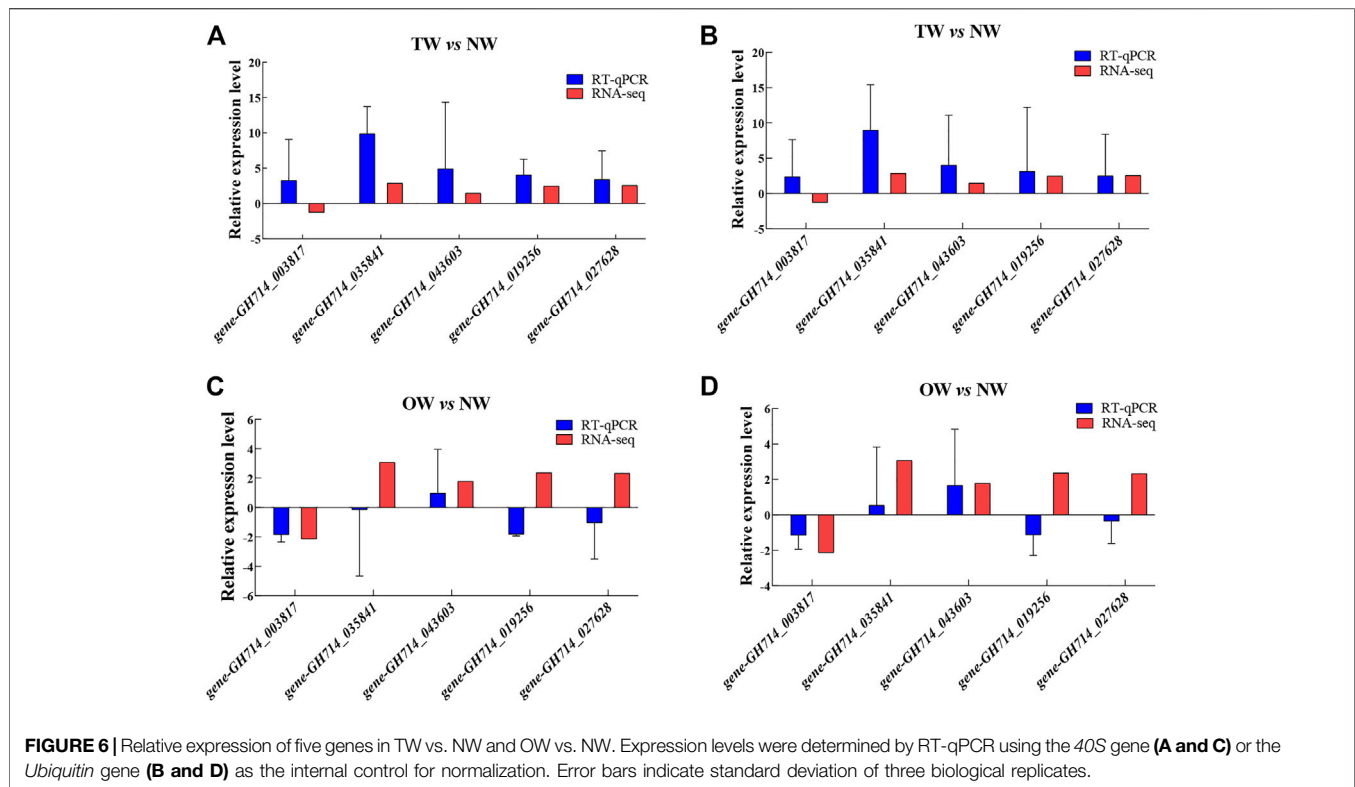 A
TW vs NW
RT-qPCR
RNA-seq
Relative expression level
20
15
10
5
0
-5
gene-GH714_003817
gene-GH714_035841
gene-GH714_043603
gene-GH714_019256
gene-GH714_027628
B
TW vs NW
RT-qPCR
RNA-seq
Relative expression level
20
15
10
5
0
-5
gene-GH714_003817
gene-GH714_035841
gene-GH714_043603
gene-GH714_019256
gene-GH714_027628
C
OW vs NW
RT-qPCR
RNA-seq
Relative expression level
6
4
2
0
-2
-4
-6
gene-GH714_003817
gene-GH714_035841
gene-GH714_043603
gene-GH714_019256
gene-GH714_027628
D
OW vs NW
RT-qPCR
RNA-seq
Relative expression level
6
4
2
0
-2
-4
gene-GH714_003817
gene-GH714_035841
gene-GH714_043603
gene-GH714_019256
gene-GH714_027628
FIGURE 6 | Relative expression of five genes in TW vs. NW and OW vs. NW. Expression levels were determined by RT-qPCR using the 40S gene (A and C) or the
Ubiquitin gene (B and D) as the internal control for normalization. Error bars indicate standard deviation of three biological replicates.